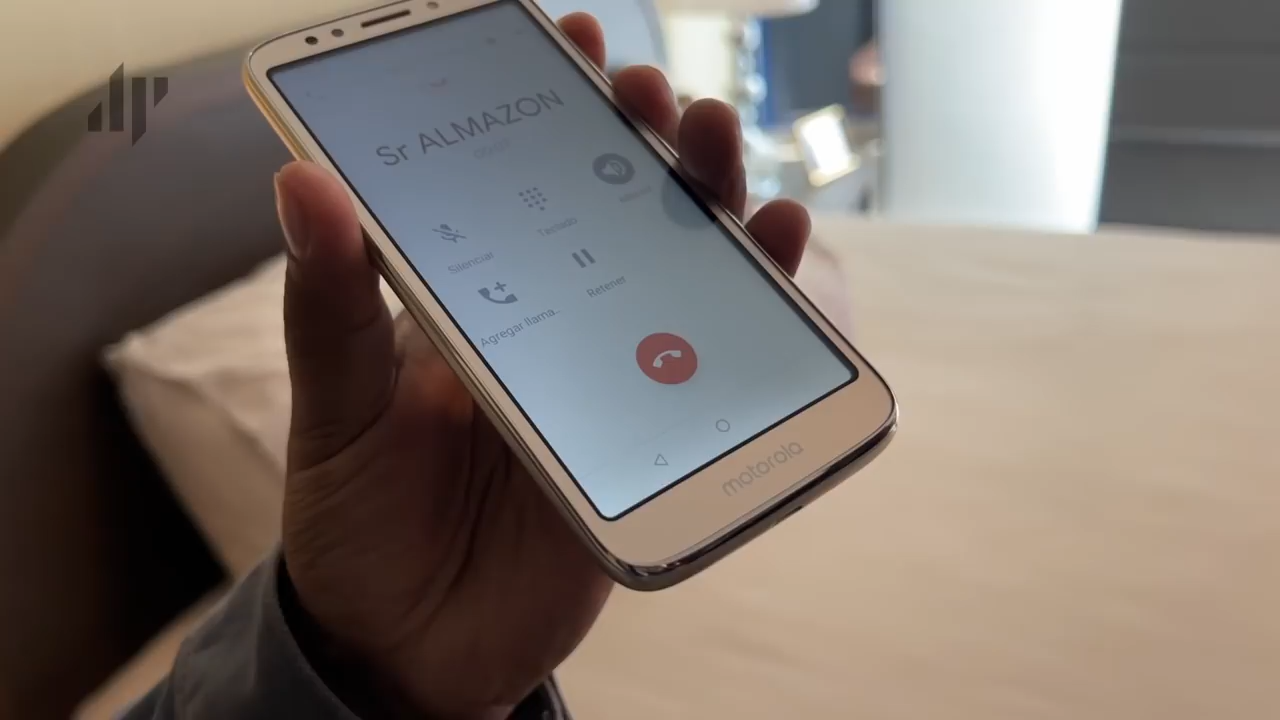 Sr ALMAZON
Teclado
Silenciar
Retener
Agregar llama..
motorola